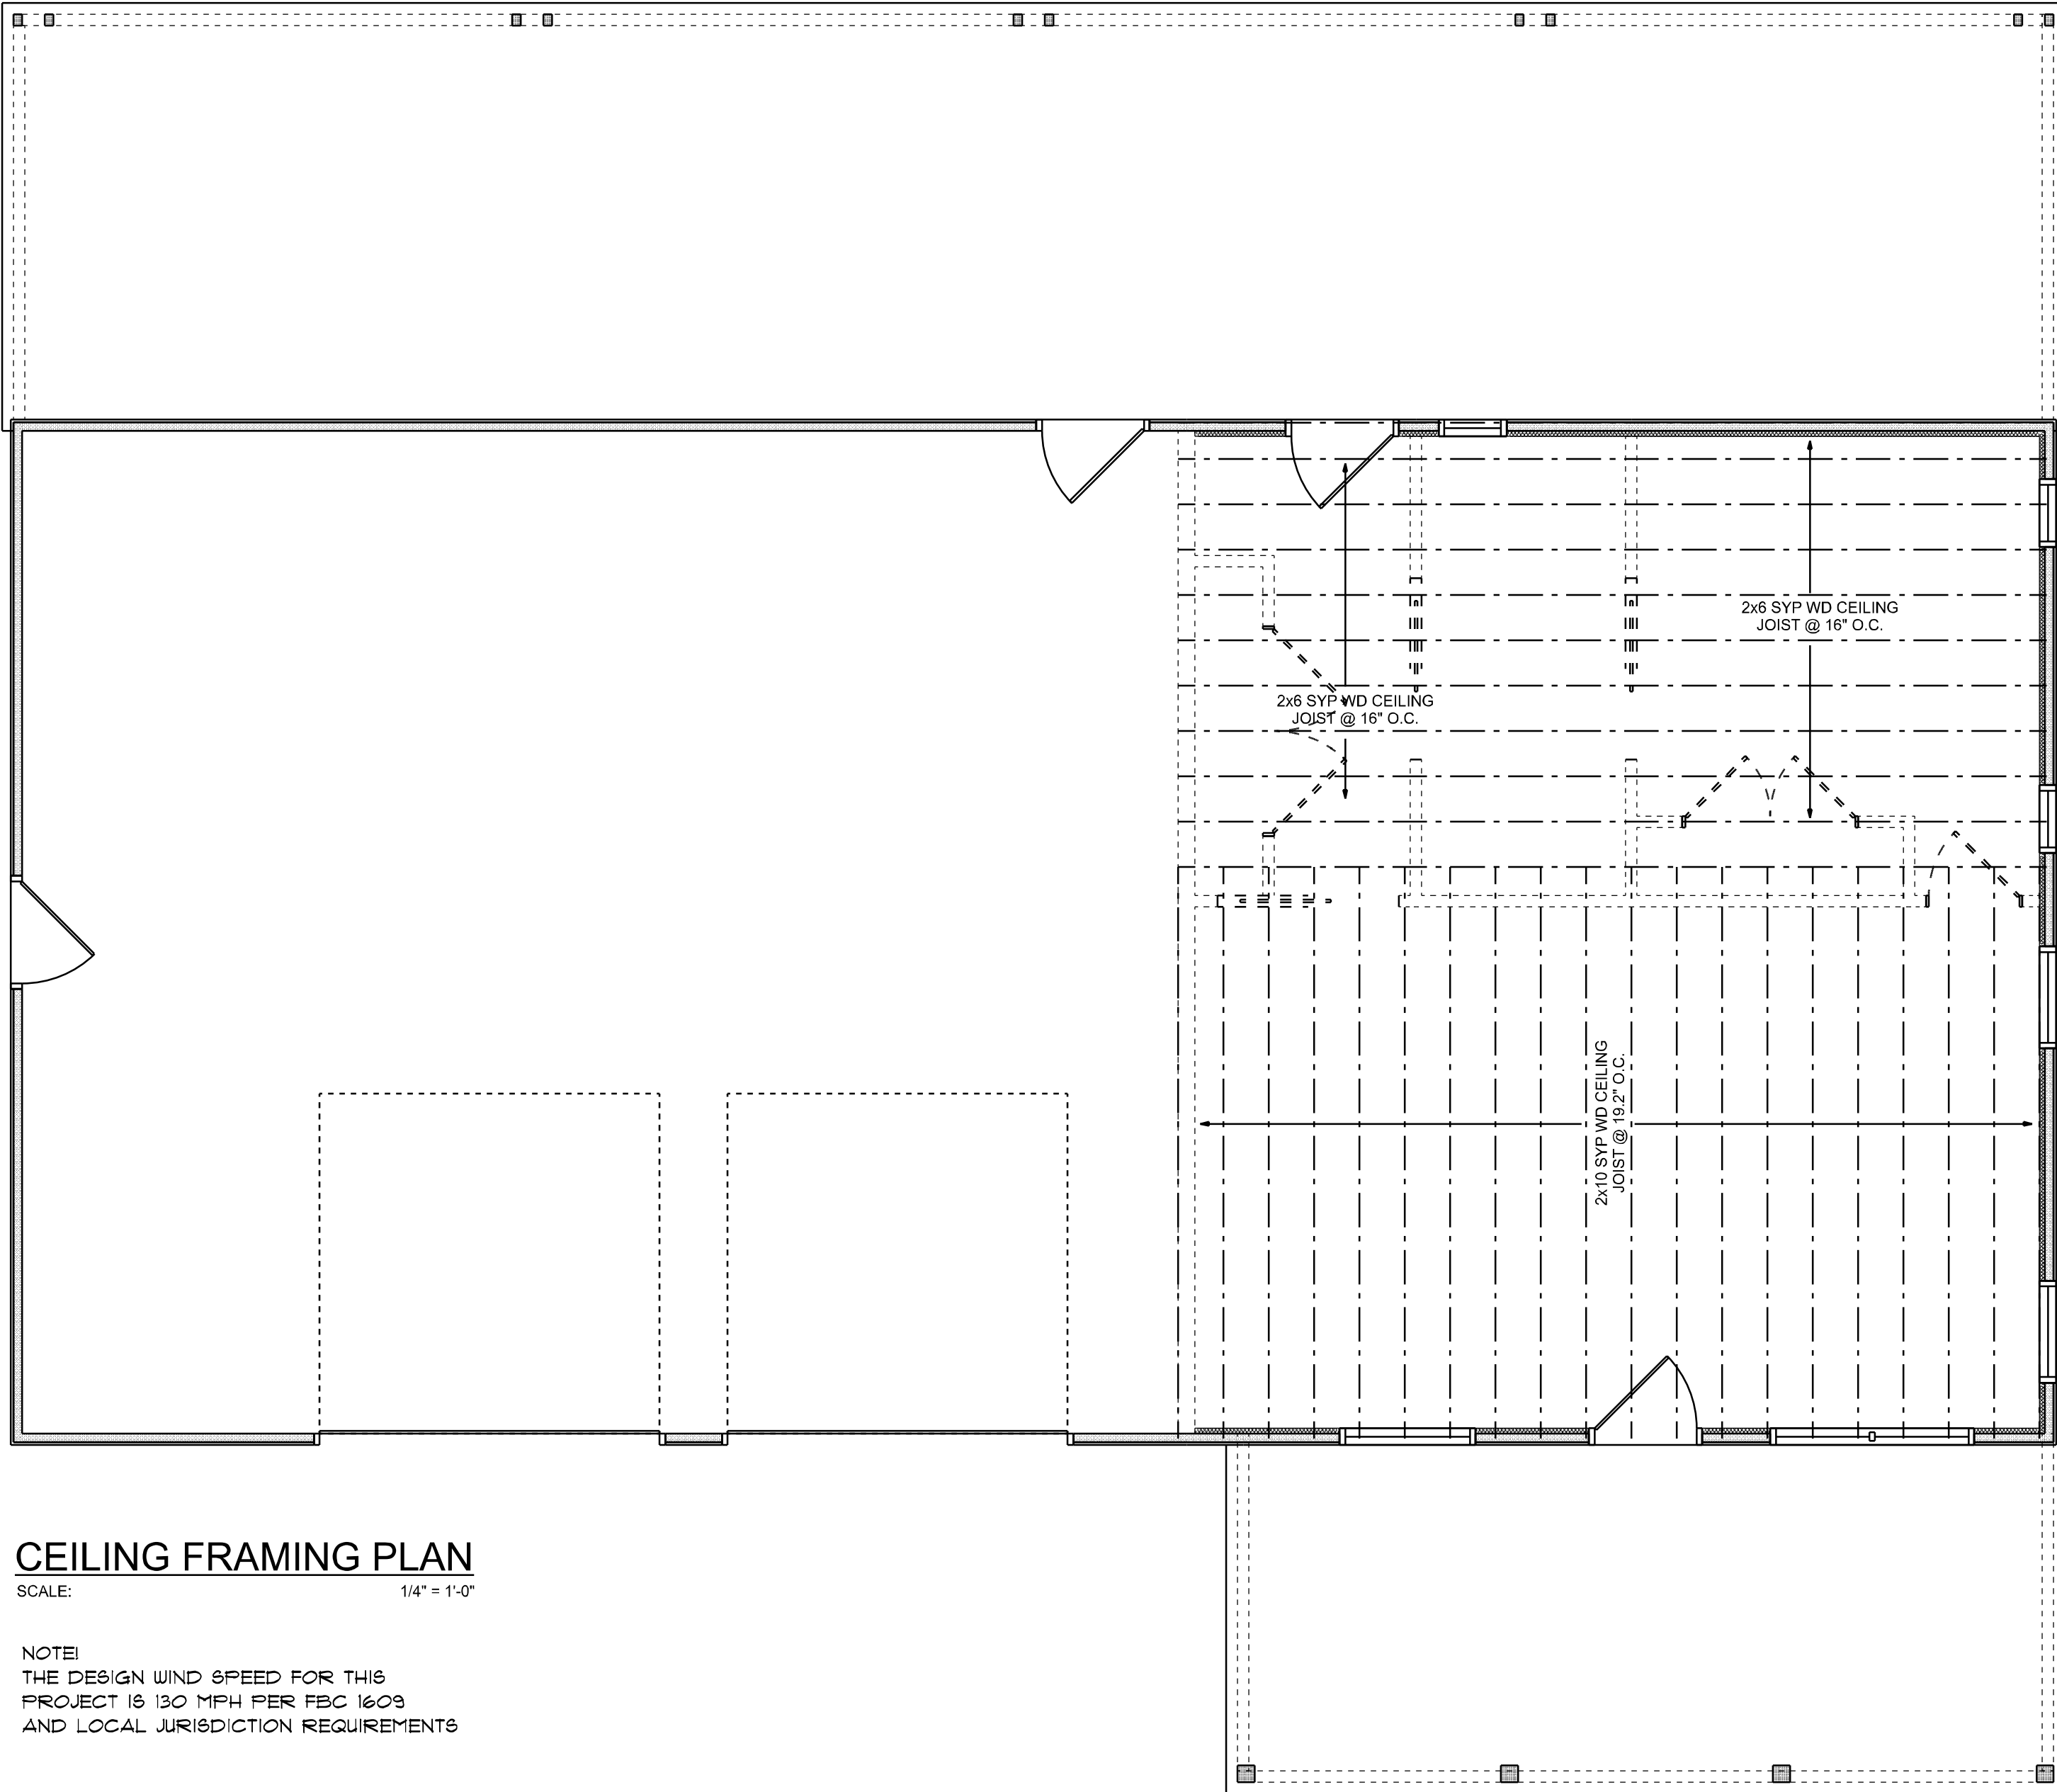 2x6 SYP WD CEILING
JOIST @ 16" O.C.
2x6 SYP WD CEILING
JOIST @ 16" O.C.
2x10 SYP WD CEILING
JOIST @ 19.2" O.C.
CEILING FRAMING PLAN
SCALE: 1/4" = 1'-0"
NOTE!
THE DESIGN WIND SPEED FOR THIS
PROJECT IS 130 MPH PER FBC 1609
AND LOCAL JURISDICTION REQUIREMENTS